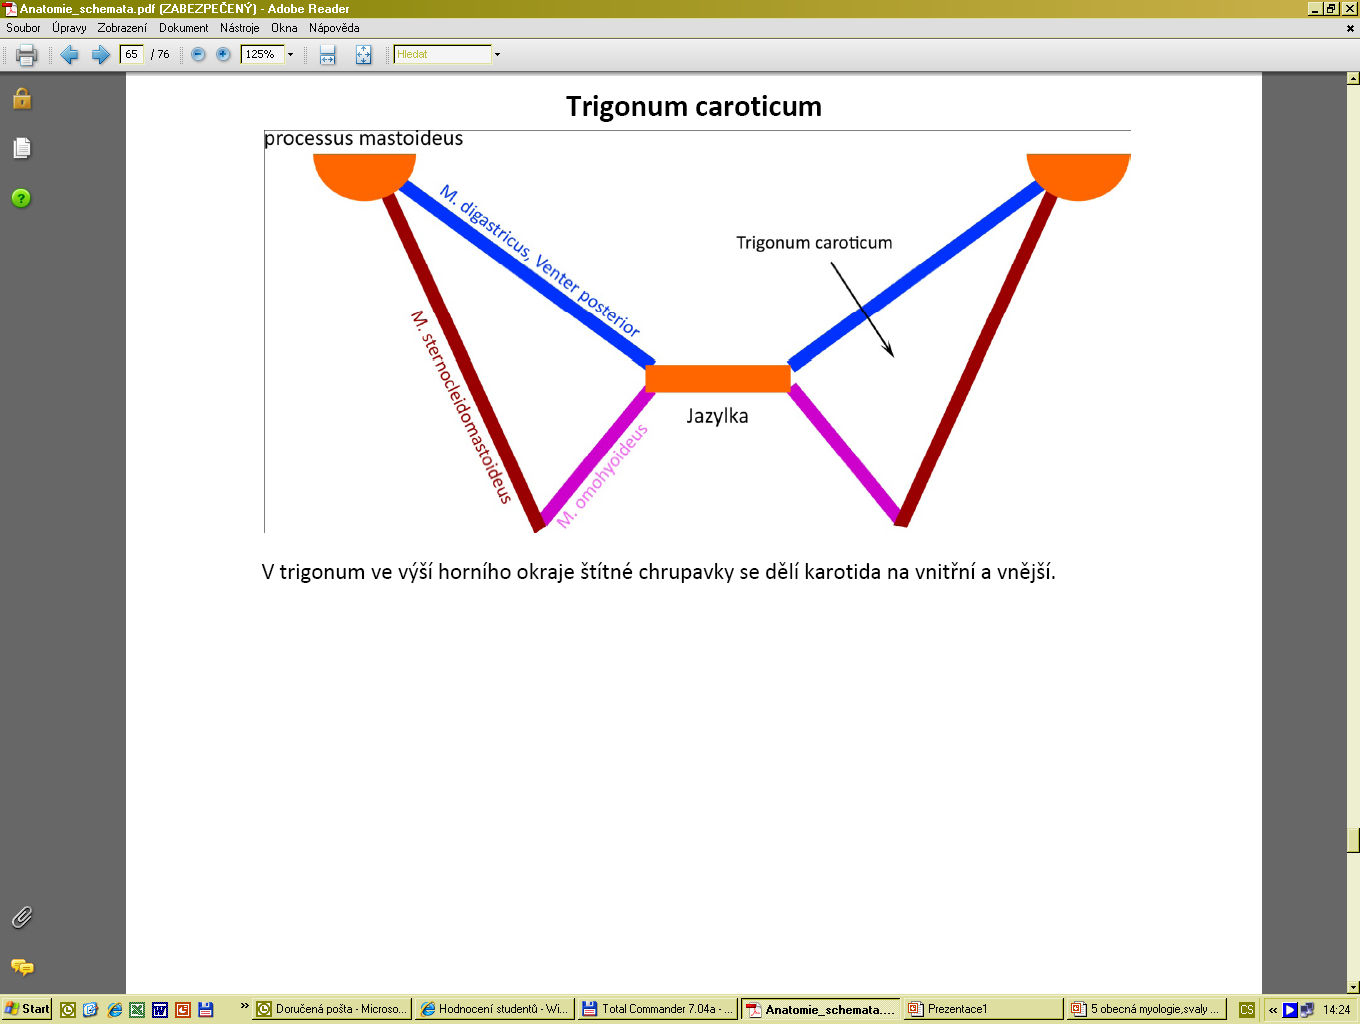 Anatomie_schemata.pdf (ZABEZPEČENÝ) - Adobe Reader
Soubor Úpravy Zobrazení Dokument Nástroje Okna Nápověda
65 / 76 125% Hledat
Trigonum caroticum
processus mastoideus
M. digastricus, Venter posterior
Trigonum caroticum
M. sternocleidomastoideus
Jazylka
M. omohyoideus
V trigonum ve výší horního okraje štítné chrupavky se dělí karotida na vnitřní a vnější.
Start » Doručená pošta - Microso... Hodnocení studentů - Wi... Total Commander 7.04a - ... Anatomie_schemata.... Prezentace1 5 obecná myologie,svaly ... CS « 14:24